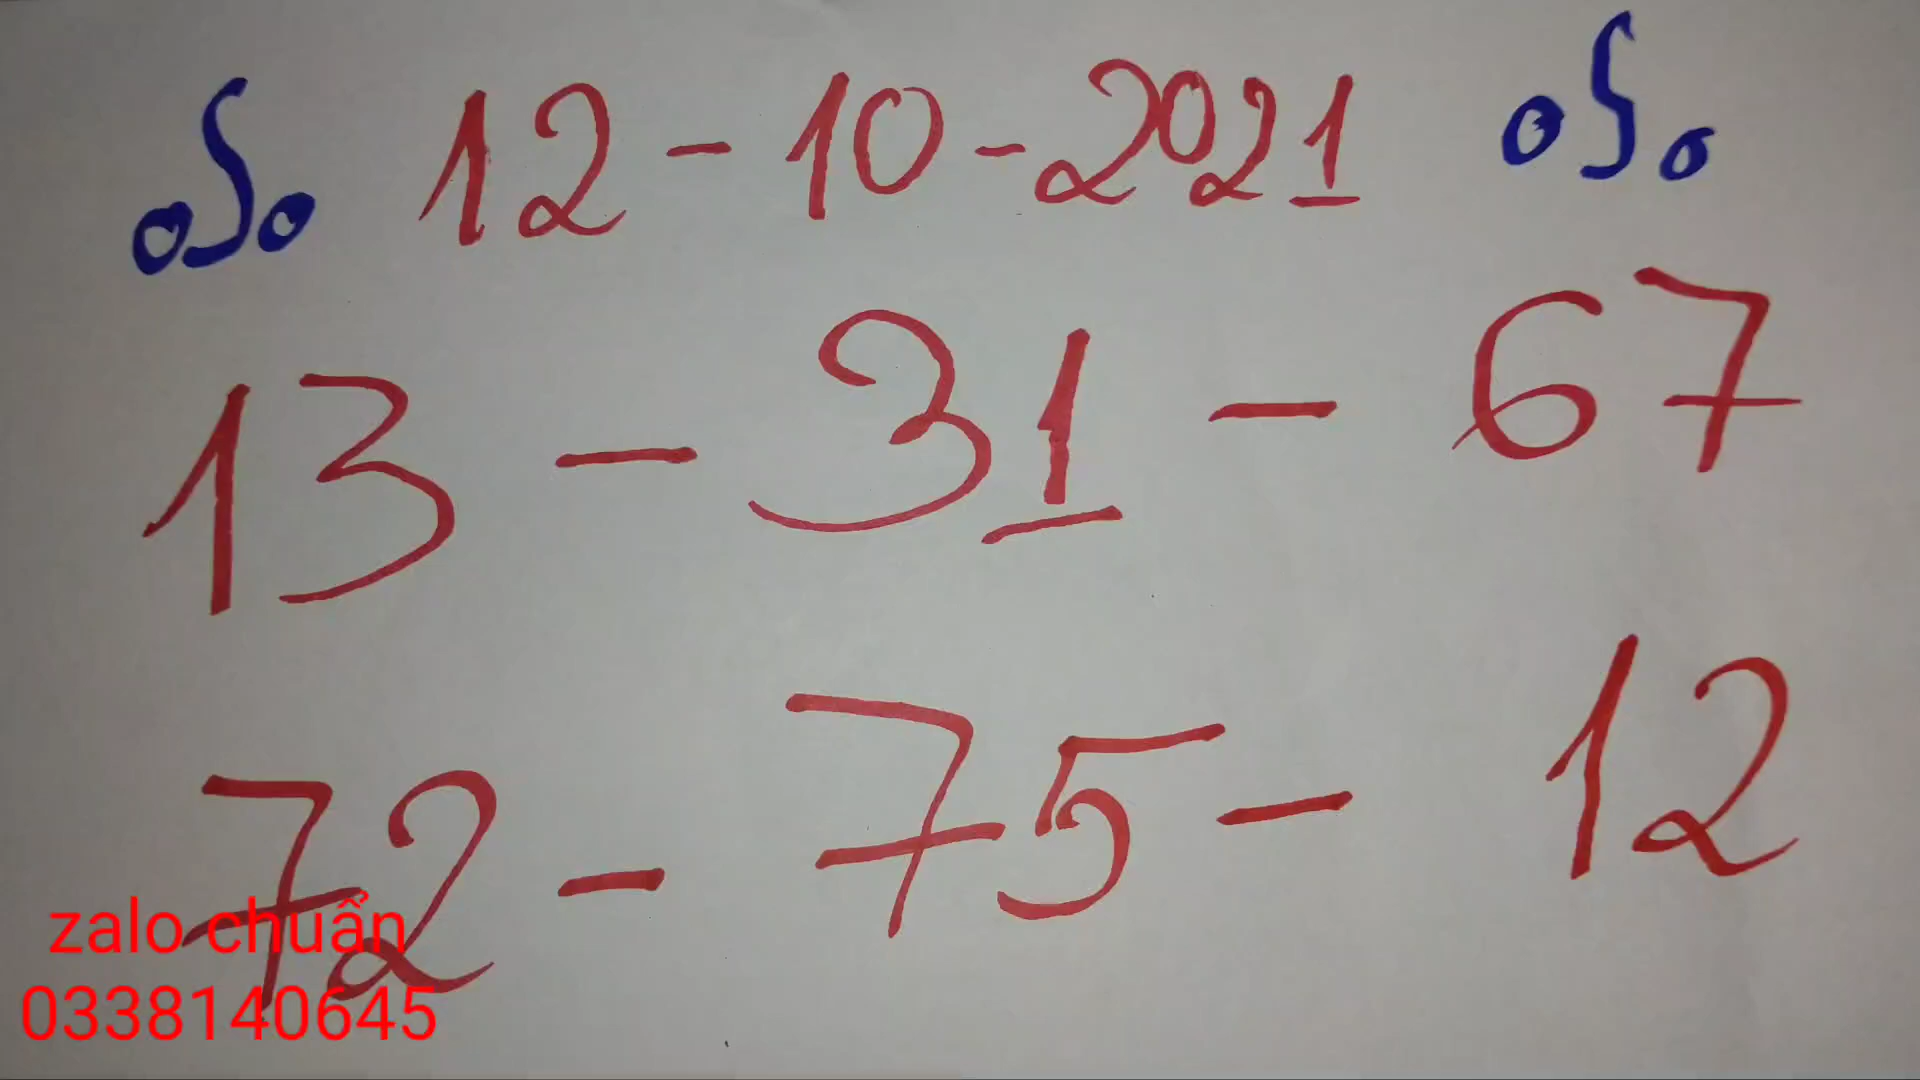 12 - 10 - 2021
13 - 31 - 67
72 - 75 - 12
zalo chuẩn
0338140645